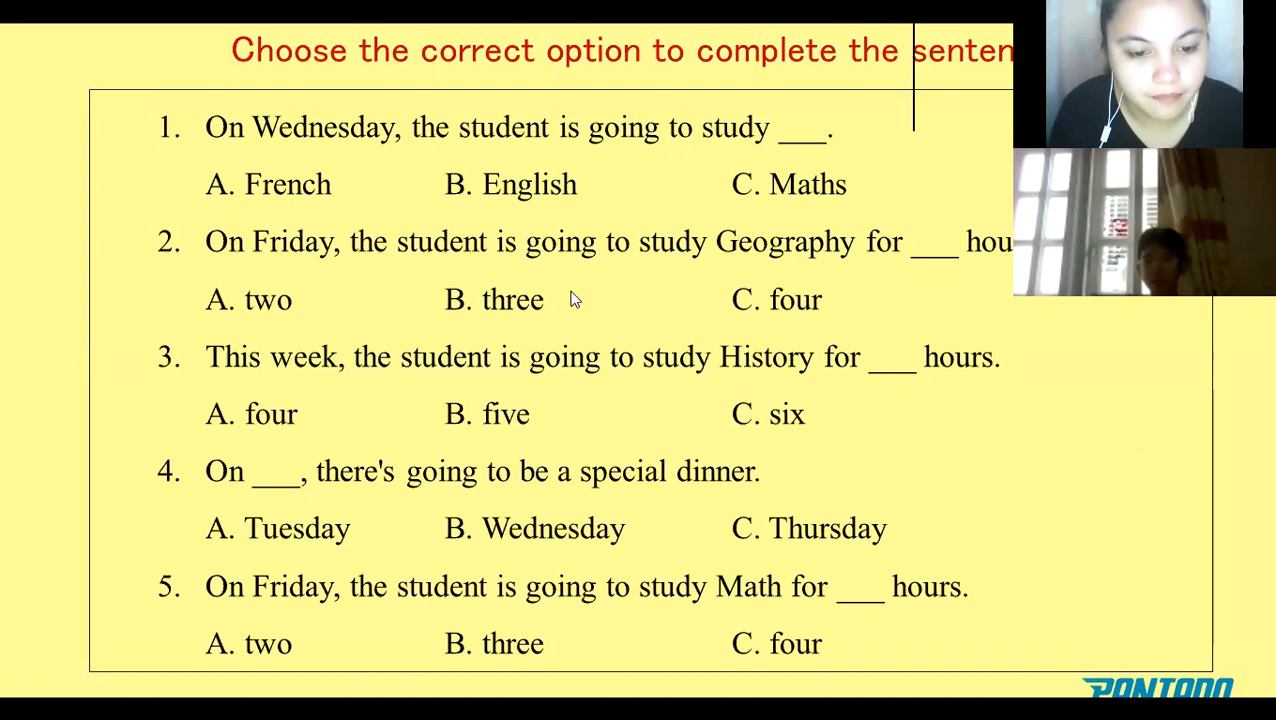 Choose the correct option to complete the senten
1. On Wednesday, the student is going to study ___.
A. French B. English C. Maths
2. On Friday, the student is going to study Geography for ___ hou
A. two B. three C. four
3. This week, the student is going to study History for ___ hours.
A. four B. five C. six
4. On ___, there's going to be a special dinner.
A. Tuesday B. Wednesday C. Thursday
5. On Friday, the student is going to study Math for ___ hours.
A. two B. three C. four
PANTADO